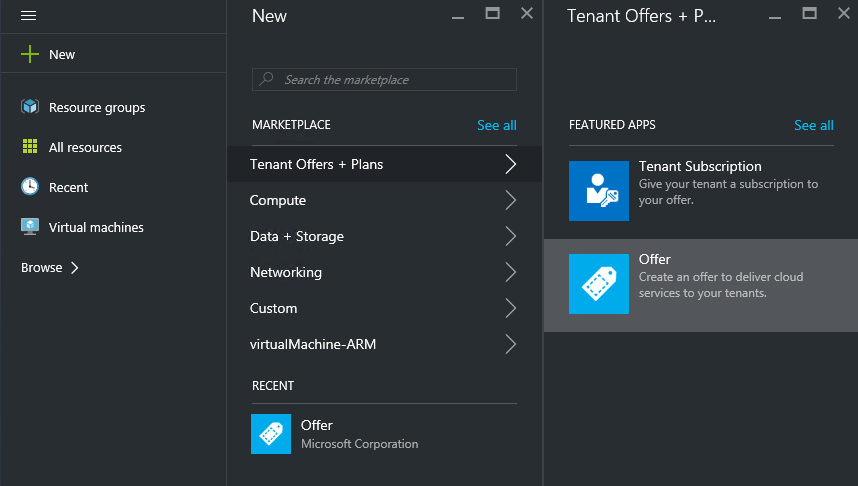 New
Resource groups
All resources
Recent
Virtual machines
Browse
New
Search the marketplace
MARKETPLACE
See all
Tenant Offers + Plans
Compute
Data + Storage
Networking
Custom
virtualMachine-ARM
RECENT
Offer
Microsoft Corporation
Tenant Offers + P...
FEATURED APPS
See all
Tenant Subscription
Give your tenant a subscription to
your offer.
Offer
Create an offer to deliver cloud
services to your tenants.